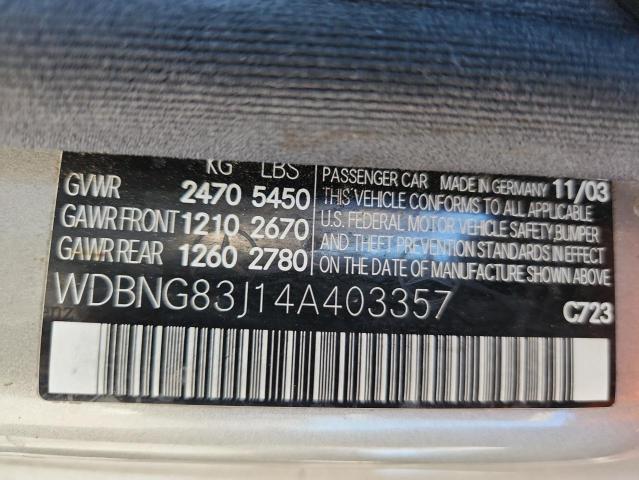 KG LBS
GVWR 2470 5450
GAWR FRONT 1210 2670
GAWR REAR 1260 2780
PASSENGER CAR MADE IN GERMANY 11/03
THIS VEHICLE CONFORMS TO ALL APPLICABLE
U.S. FEDERAL MOTOR VEHICLE SAFETY, BUMPER
AND THEFT PREVENTION STANDARDS IN EFFECT
ON THE DATE OF MANUFACTURE SHOWN ABOVE
WDBNG83J14A403357
C723